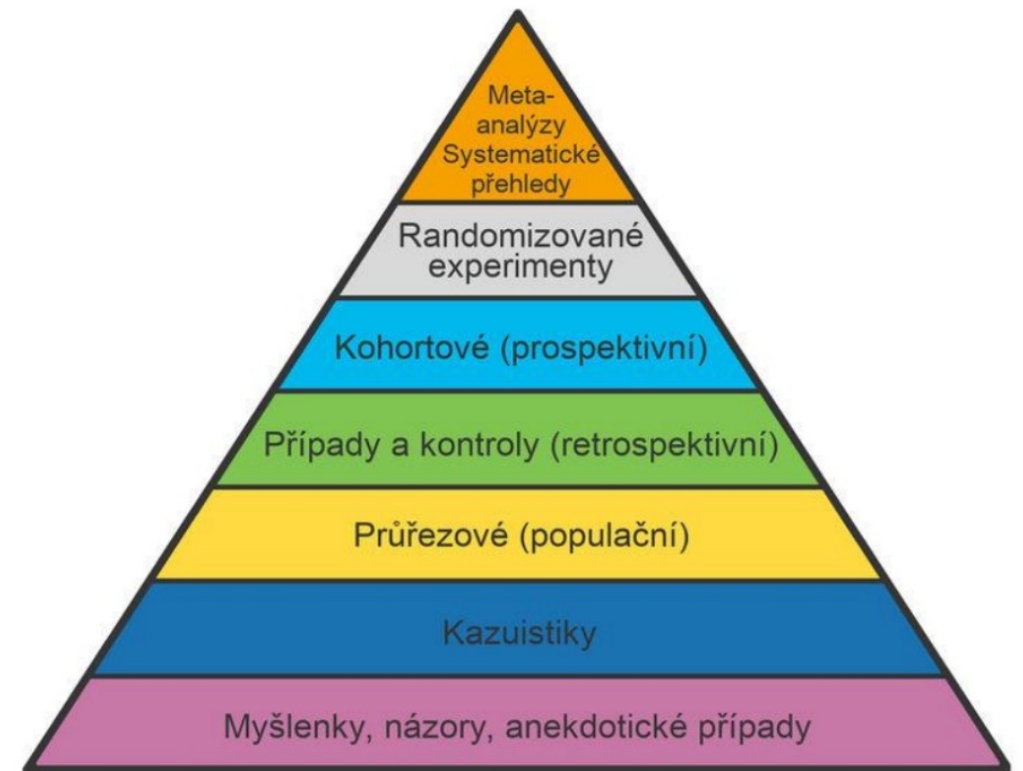 Meta-
analýzy
Systematické
přehledy
Randomizované
experimenty
Kohortové (prospektivní)
Případy a kontroly (retrospektivní)
Průřezové (populační)
Kazuistiky
Myšlenky, názory, anekdotické případy